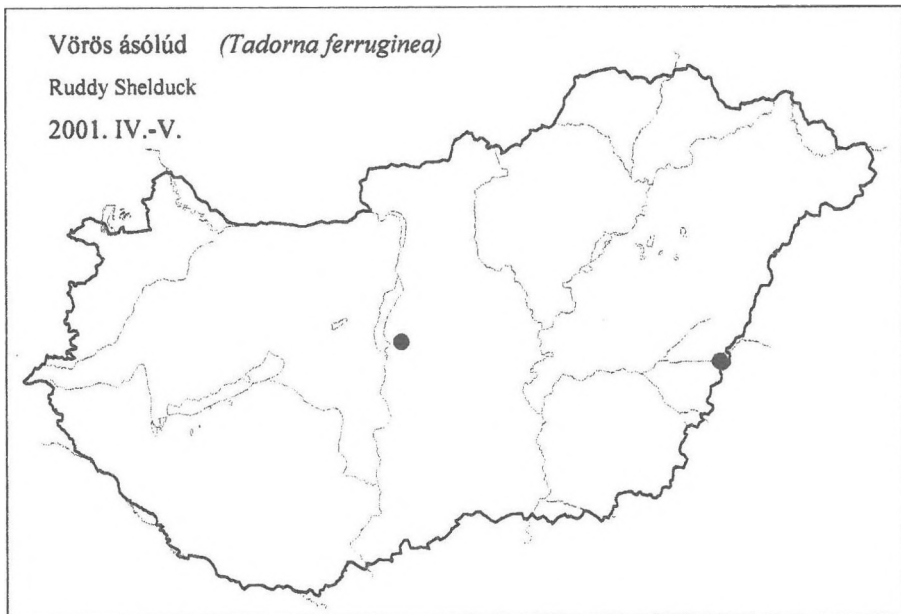 Vörös ásólúd (Tadorna ferruginea)
Ruddy Shelduck
2001. IV.-V.